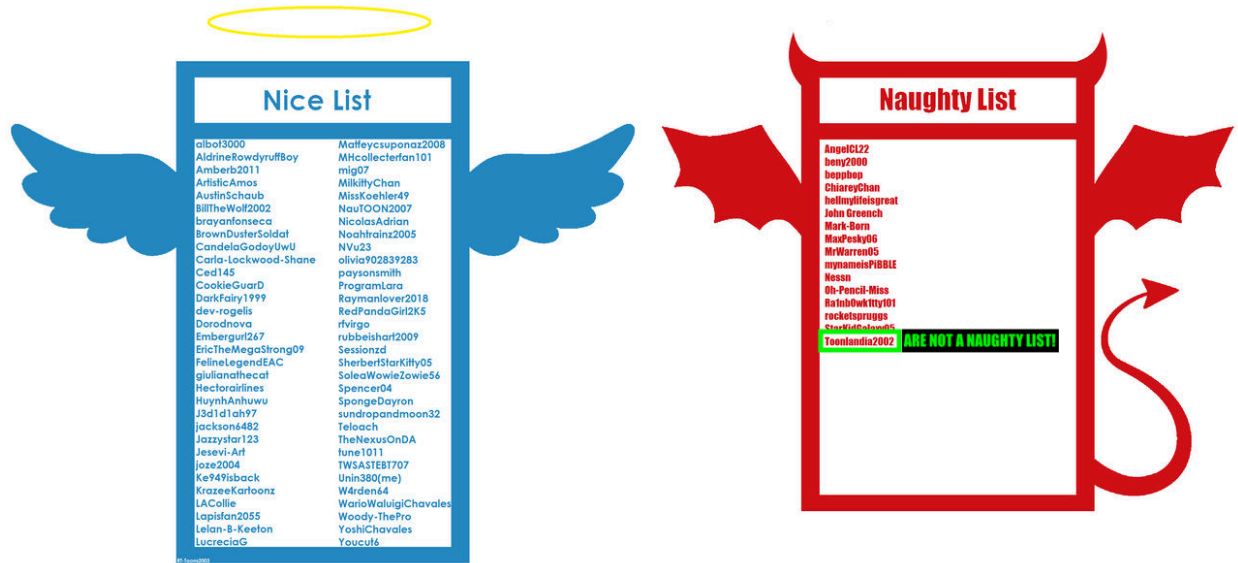 Nice List
albot3000
AldrineRowdyruffBoy
Amberb2011
ArtisticAmos
AustinSchaub
BillTheWolf2002
brayanfonseca
BrownDusterSoldat
CandelaGodoyUwU
Carla-Lockwood-Shane
Ced145
CookieGuarD
DarkFairy1999
dev-rogelis
Dorodnova
Embergurl267
EricTheMegaStrong09
FelineLegendEAC
giulianathecat
Hectorairlines
HuynhAnhuwu
J3d1d1ah97
jackson6482
Jazzystar123
Jesevi-Art
joze2004
Ke949isback
KrazeeKartoonz
LACollie
Lapisfan2055
Lelan-B-Keeton
LucreciaG
Matfeycsuponaz2008
MHcollecterfan101
mig07
MilkittyChan
MissKoehler49
NauTOON2007
NicolasAdrian
Noahtrainz2005
NVu23
olivia902839283
paysonsmith
ProgramLara
Raymanlover2018
RedPandaGirl2K5
rfvirgo
rubbeishart2009
Sessionzd
SherbertStarKitty05
SoleaWowieZowie56
Spencer04
SpongeDayron
sundropandmoon32
Teloach
TheNexusOnDA
tune1011
TWSASTEBT707
Unin380(me)
W4rden64
WarioWaluigiChavales
Woody-ThePro
YoshiChavales
Youcut6
Naughty List
AngelCL22
beny2000
beppbop
ChiareyChan
hellmylifeisgreat
John Greench
Mark-Born
MaxPesky06
MrWarren05
mynameisPiBBLE
Nessn
Oh-Pencil-Miss
Ra1nb0wk1tty101
rocketspruggs
StarKidGalaxy05
Toonlandia2002 ARE NOT A NAUGHTY LIST!